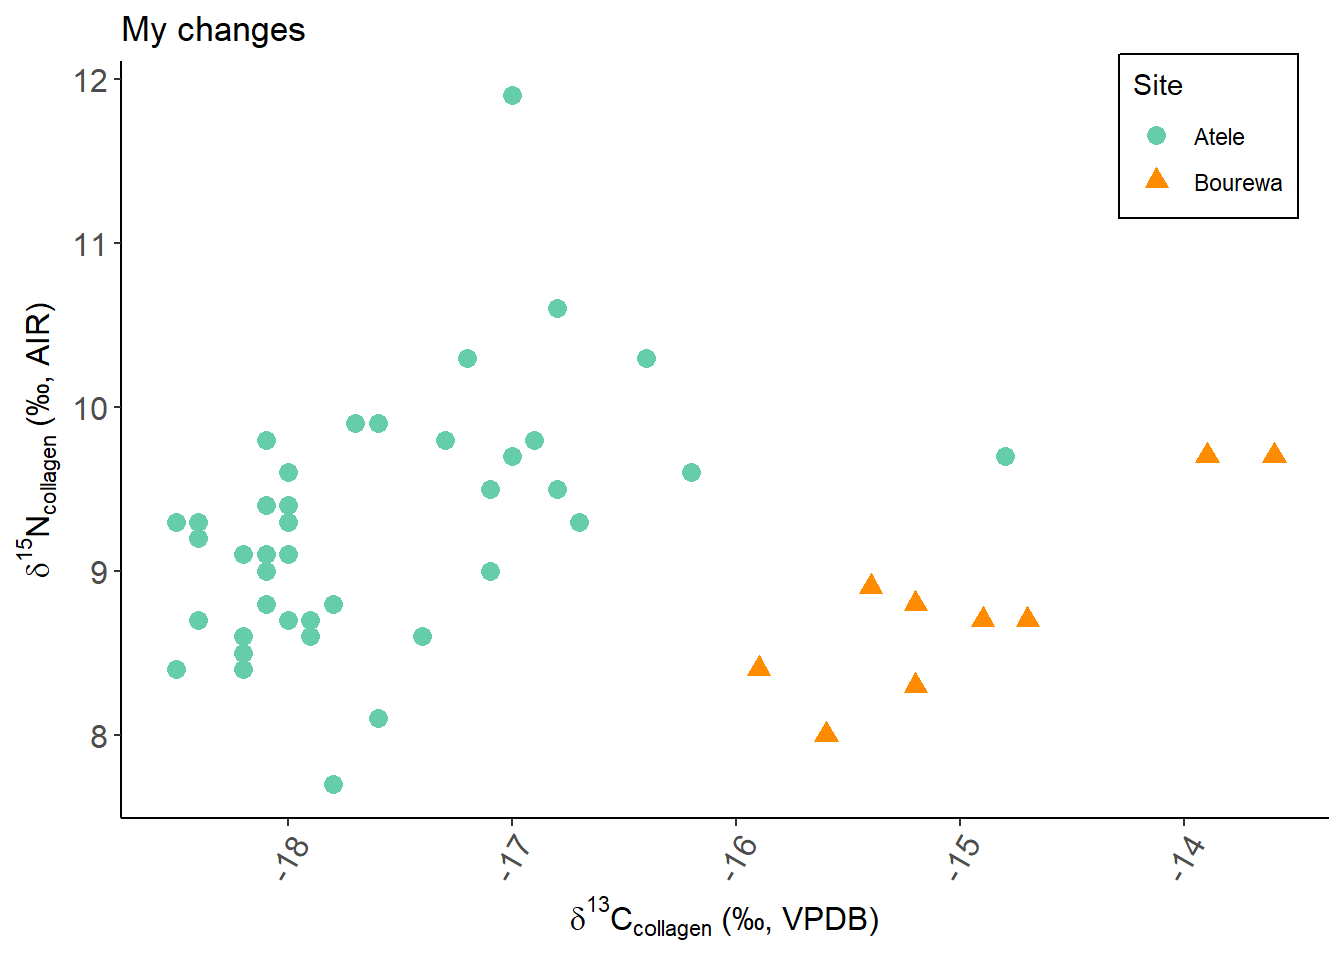 My changes
Site
Atele
Bourewa
12
11
10
9
8
δ15Ncollagen (‰, AIR)
-18
-17
-16
-15
-14
δ13Ccollagen (‰, VPDB)